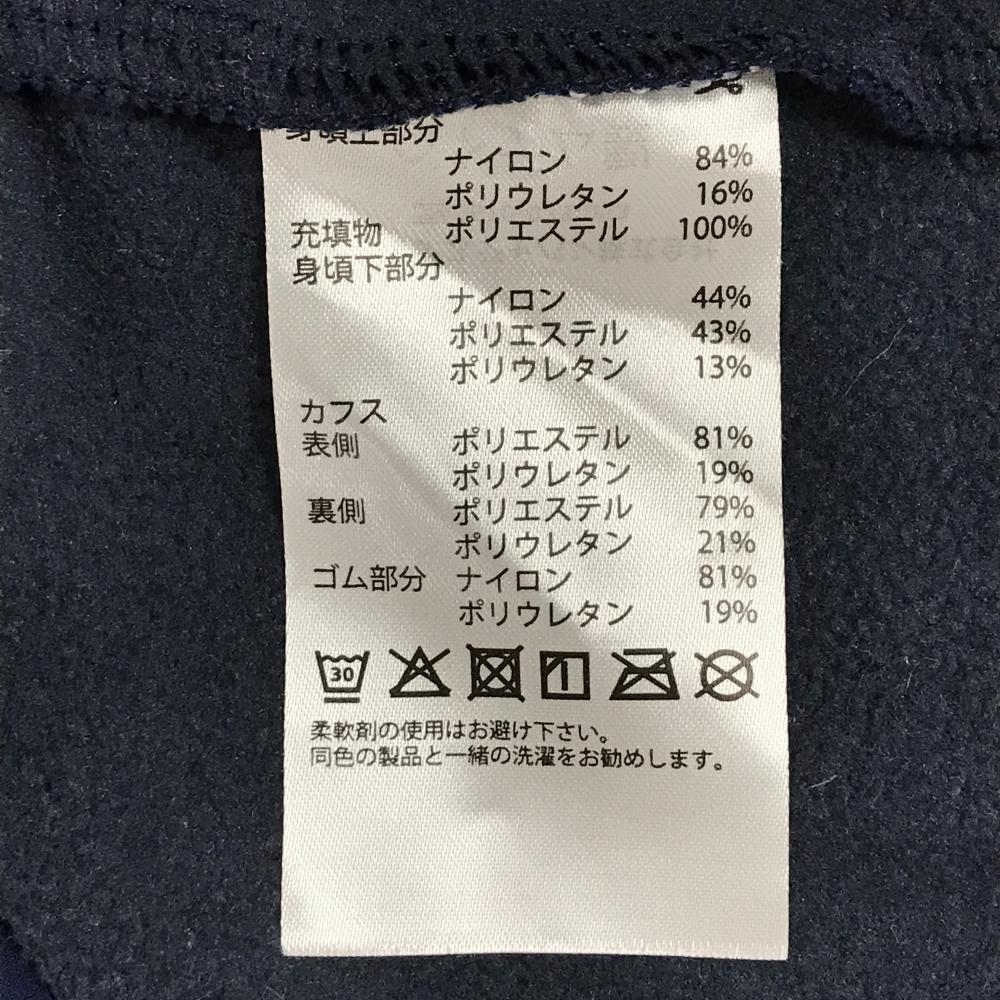 身頃上部分
ナイロン 84%
ポリウレタン 16%
充填物 ポリエステル 100%
身頃下部分
ナイロン 44%
ポリエステル 43%
ポリウレタン 13%
カフス
表側 ポリエステル 81%
ポリウレタン 19%
裏側 ポリエステル 79%
ポリウレタン 21%
ゴム部分 ナイロン 81%
ポリウレタン 19%
30
柔軟剤の使用はお避け下さい。
同色の製品と一緒の洗濯をお勧めします。